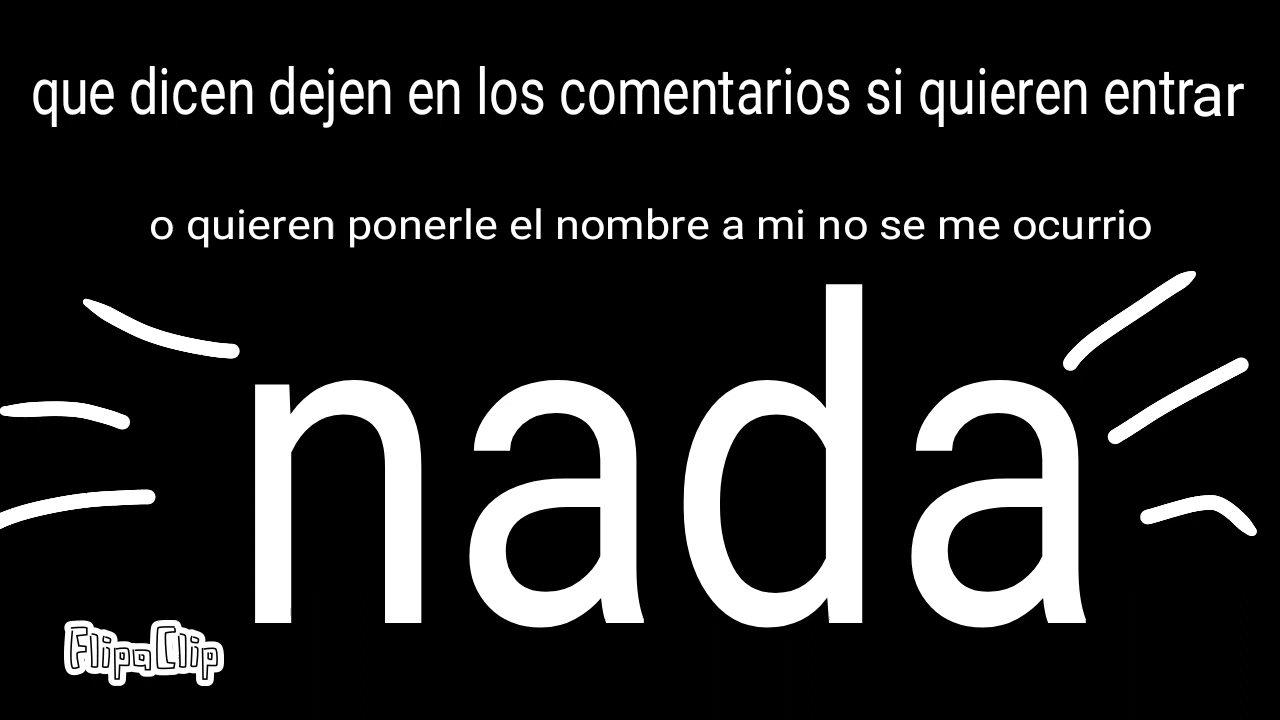 que dicen dejen en los comentarios si quieren entrar
o quieren ponerle el nombre a mi no se me ocurrio
nada
FlipaClip